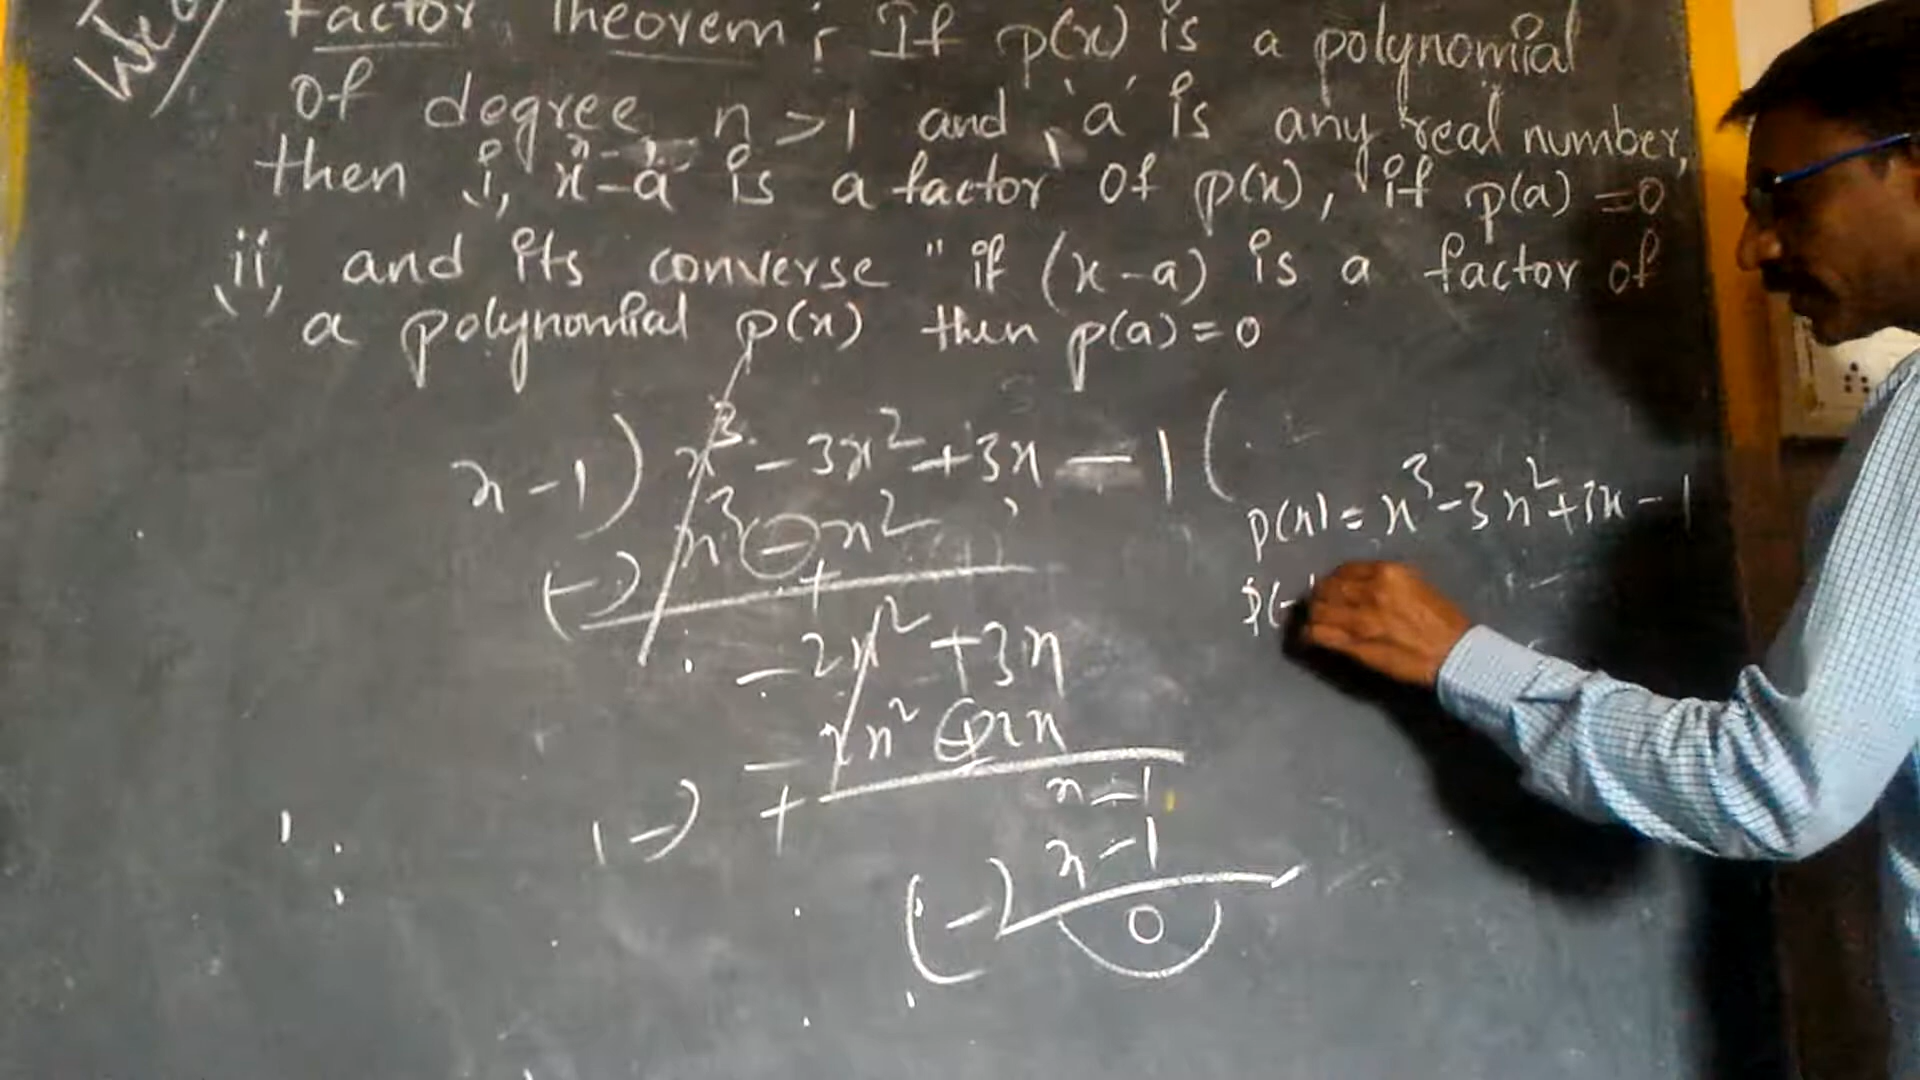 Factor Theorem : If p(x) is a polynomial
of degree n > 1 and 'a' is any real number,
x - 1
then i, x - a is a factor of p(x), if p(a) = 0
ii, and its converse " if (x - a) is a factor of
a polynomial p(x) then p(a) = 0
x - 1 ) x³ - 3x² + 3x - 1 (
x³ - x²
(-) +
- 2x² + 3x
- 2x² + 2x
(-) +
x - 1
x - 1
(-)
0
p(x) = x³ - 3x² + 3x - 1
p(